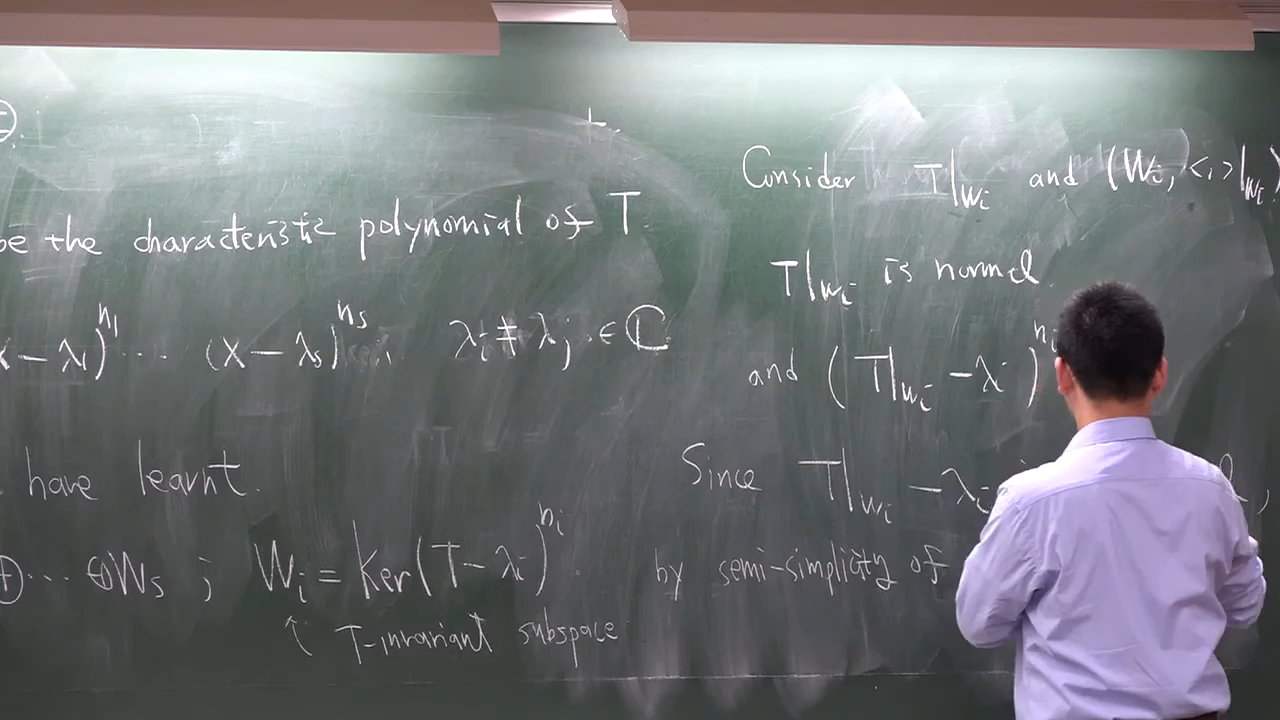 be the characteristic polynomial of T.
x-λ₁)^{n₁} ... (x-λₛ)^{nₛ} ... λᵢ ≠ λⱼ ∈ ℂ
have learnt.
⊕ ... ⊕Wₛ ; Wᵢ = Ker(T-λᵢ)^{nᵢ}.
↑ T-invariant subspace
Consider T|_{Wᵢ} and (Wᵢ, <,>|_{Wᵢ})
T|_{Wᵢ} is normal.
and (T|_{Wᵢ} -λᵢ)^{nᵢ}
Since T|_{Wᵢ} -λᵢ
by semi-simplicity of